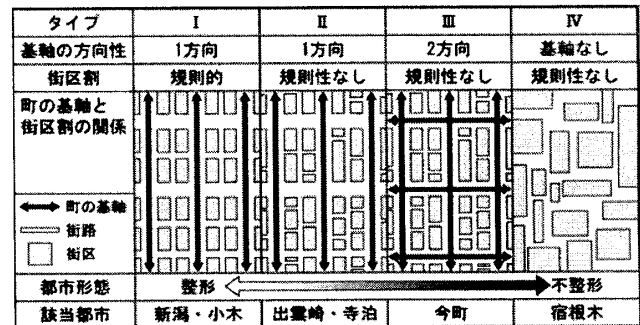 タイプ I II III IV
基軸の方向性 1方向 1方向 2方向 基軸なし
街区割 規則的 規則性なし 規則性なし 規則性なし
町の基軸と
街区割の関係
町の基軸
街路
街区
都市形態 整形 不整形
該当都市 新潟・小木 出雲崎・寺泊 今町 宿根木